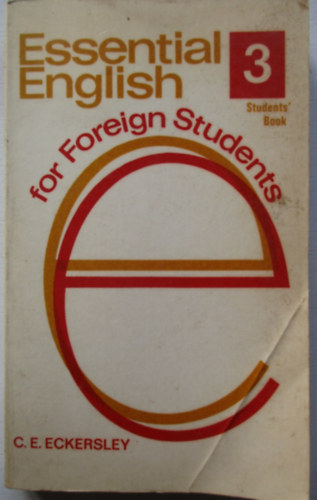 Essential
English
3
Students'
Book
for Foreign Students
C. E. ECKERSLEY